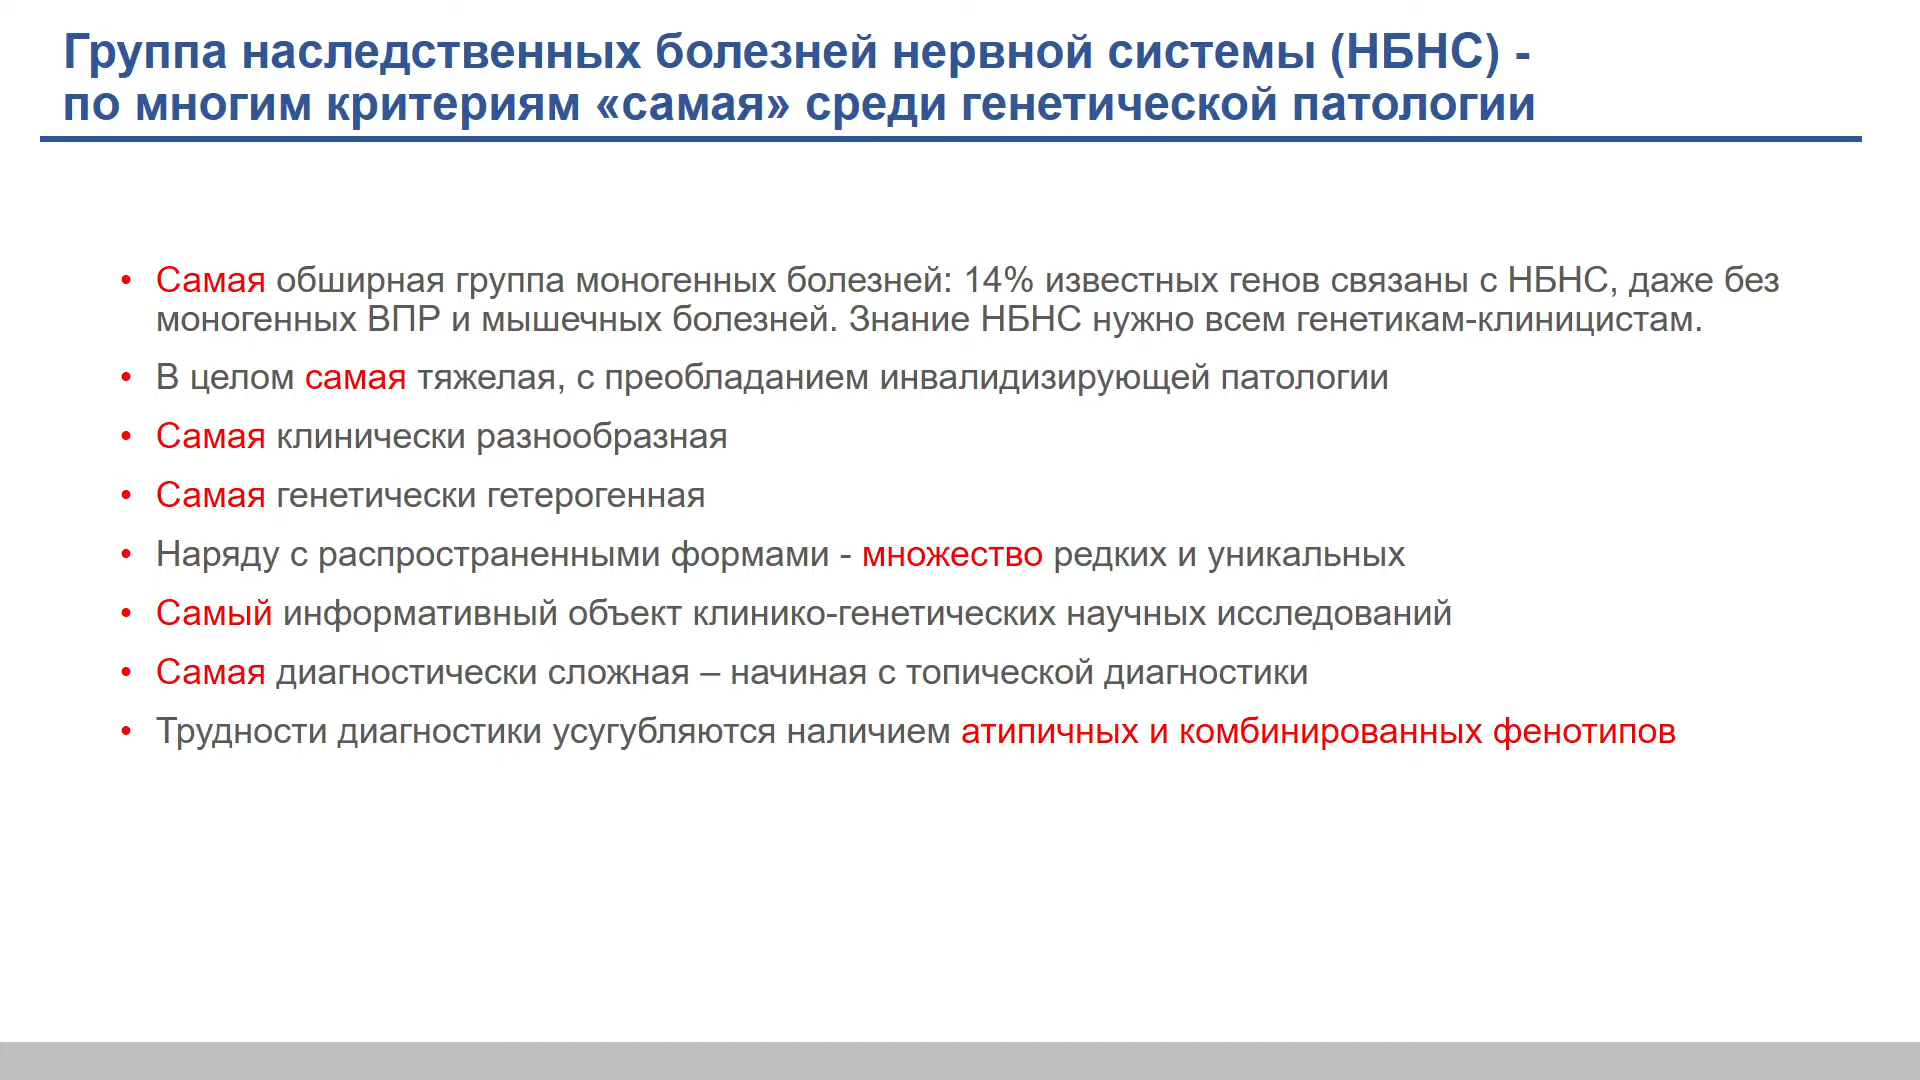 Группа наследственных болезней нервной системы (НБНС) -
по многим критериям «самая» среди генетической патологии
• Самая обширная группа моногенных болезней: 14% известных генов связаны с НБНС, даже без
моногенных ВПР и мышечных болезней. Знание НБНС нужно всем генетикам-клиницистам.
• В целом самая тяжелая, с преобладанием инвалидизирующей патологии
• Самая клинически разнообразная
• Самая генетически гетерогенная
• Наряду с распространенными формами - множество редких и уникальных
• Самый информативный объект клинико-генетических научных исследований
• Самая диагностически сложная – начиная с топической диагностики
• Трудности диагностики усугубляются наличием атипичных и комбинированных фенотипов